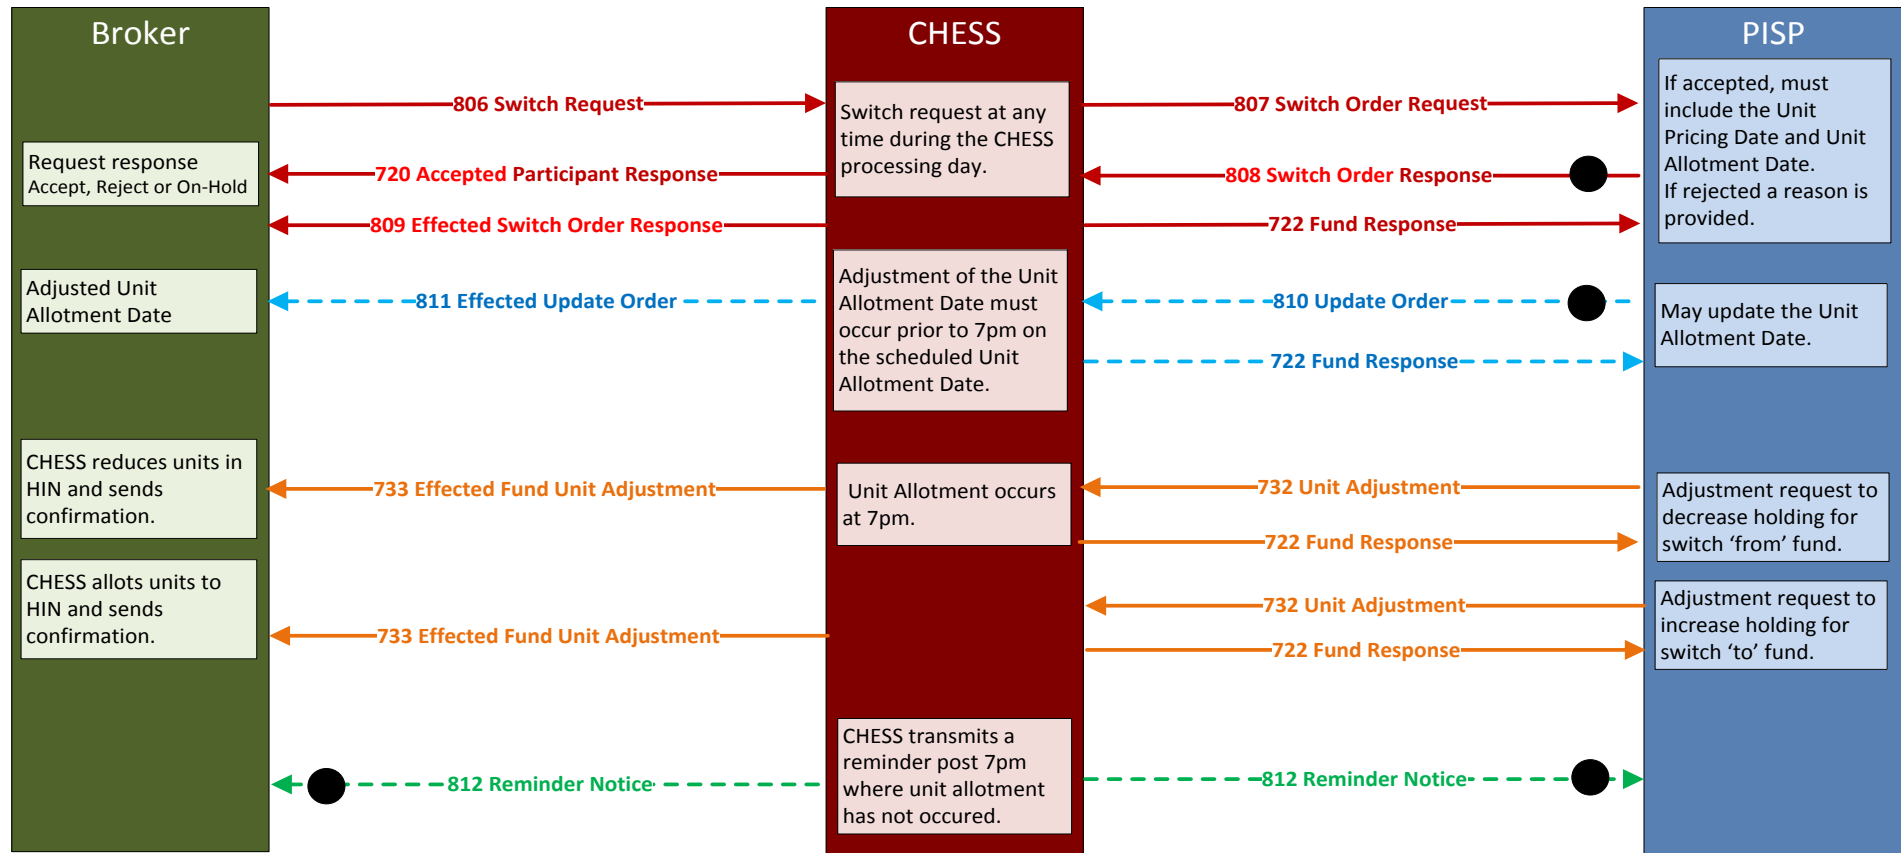 Broker
CHESS
PISP
806 Switch Request
807 Switch Order Request
Switch request at any
time during the CHESS
processing day.
If accepted, must
include the Unit
Pricing Date and Unit
Allotment Date.
If rejected a reason is
provided.
Request response
Accept, Reject or On-Hold
720 Accepted Participant Response
808 Switch Order Response
809 Effected Switch Order Response
722 Fund Response
Adjusted Unit
Allotment Date
811 Effected Update Order
Adjustment of the Unit
Allotment Date must
occur prior to 7pm on
the scheduled Unit
Allotment Date.
810 Update Order
722 Fund Response
May update the Unit
Allotment Date.
CHESS reduces units in
HIN and sends
confirmation.
733 Effected Fund Unit Adjustment
Unit Allotment occurs
at 7pm.
732 Unit Adjustment
722 Fund Response
Adjustment request to
decrease holding for
switch ‘from’ fund.
CHESS allots units to
HIN and sends
confirmation.
733 Effected Fund Unit Adjustment
732 Unit Adjustment
722 Fund Response
Adjustment request to
increase holding for
switch ‘to’ fund.
812 Reminder Notice
CHESS transmits a
reminder post 7pm
where unit allotment
has not occured.
812 Reminder Notice